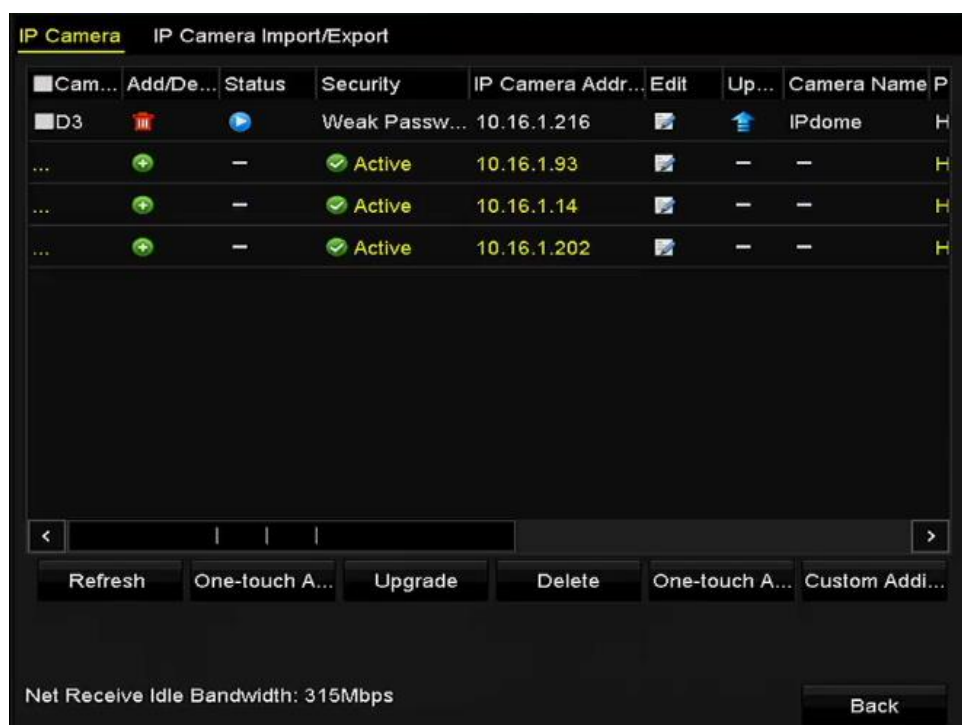 IP Camera IP Camera Import/Export
Cam... Add/De... Status Security IP Camera Addr... Edit Up... Camera Name P
D3 Weak Passw... 10.16.1.216 IPdome H
... – Active 10.16.1.93 – – H
... – Active 10.16.1.14 – – H
... – Active 10.16.1.202 – – H
Refresh One-touch A... Upgrade Delete One-touch A... Custom Addi...
Net Receive Idle Bandwidth: 315Mbps
Back